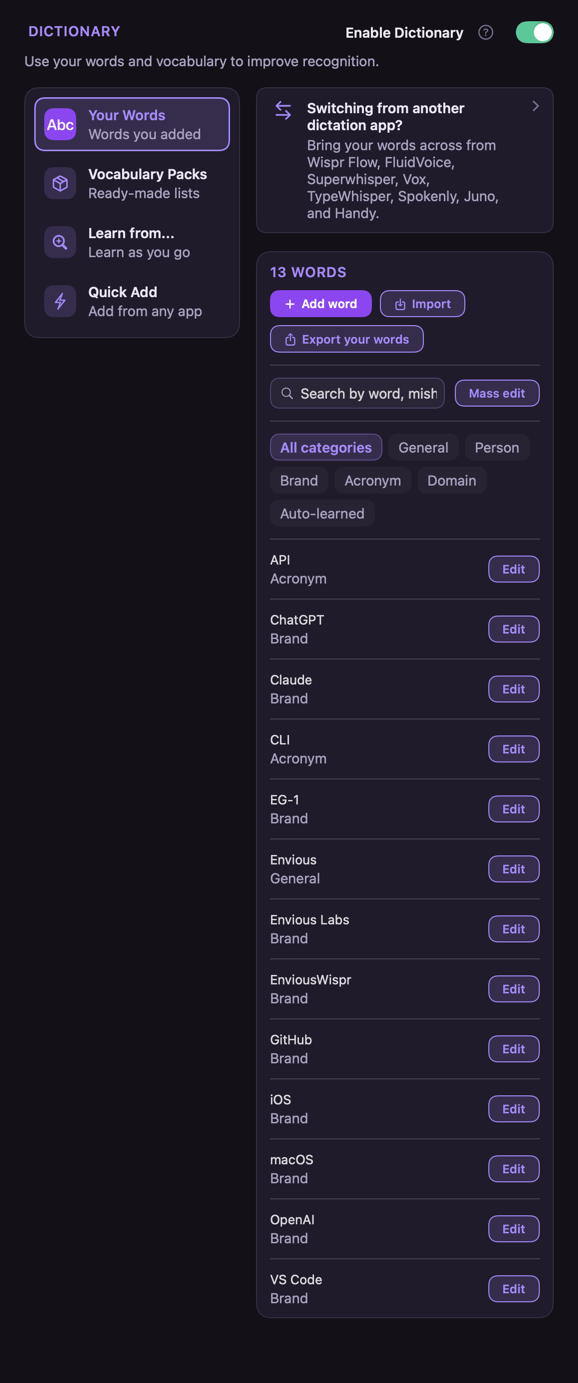 DICTIONARY
Enable Dictionary
?
Use your words and vocabulary to improve recognition.
Abc
Your Words
Words you added
Vocabulary Packs
Ready-made lists
Learn from...
Learn as you go
Quick Add
Add from any app
Switching from another
dictation app?
Bring your words across from
Wispr Flow, FluidVoice,
Superwhisper, Vox,
TypeWhisper, Spokenly, Juno,
and Handy.
13 WORDS
+ Add word
Import
Export your words
Search by word, mish
Mass edit
All categories
General
Person
Brand
Acronym
Domain
Auto-learned
API
Acronym
Edit
ChatGPT
Brand
Edit
Claude
Brand
Edit
CLI
Acronym
Edit
EG-1
Brand
Edit
Envious
General
Edit
Envious Labs
Brand
Edit
EnviousWispr
Brand
Edit
GitHub
Brand
Edit
iOS
Brand
Edit
macOS
Brand
Edit
OpenAI
Brand
Edit
VS Code
Brand
Edit